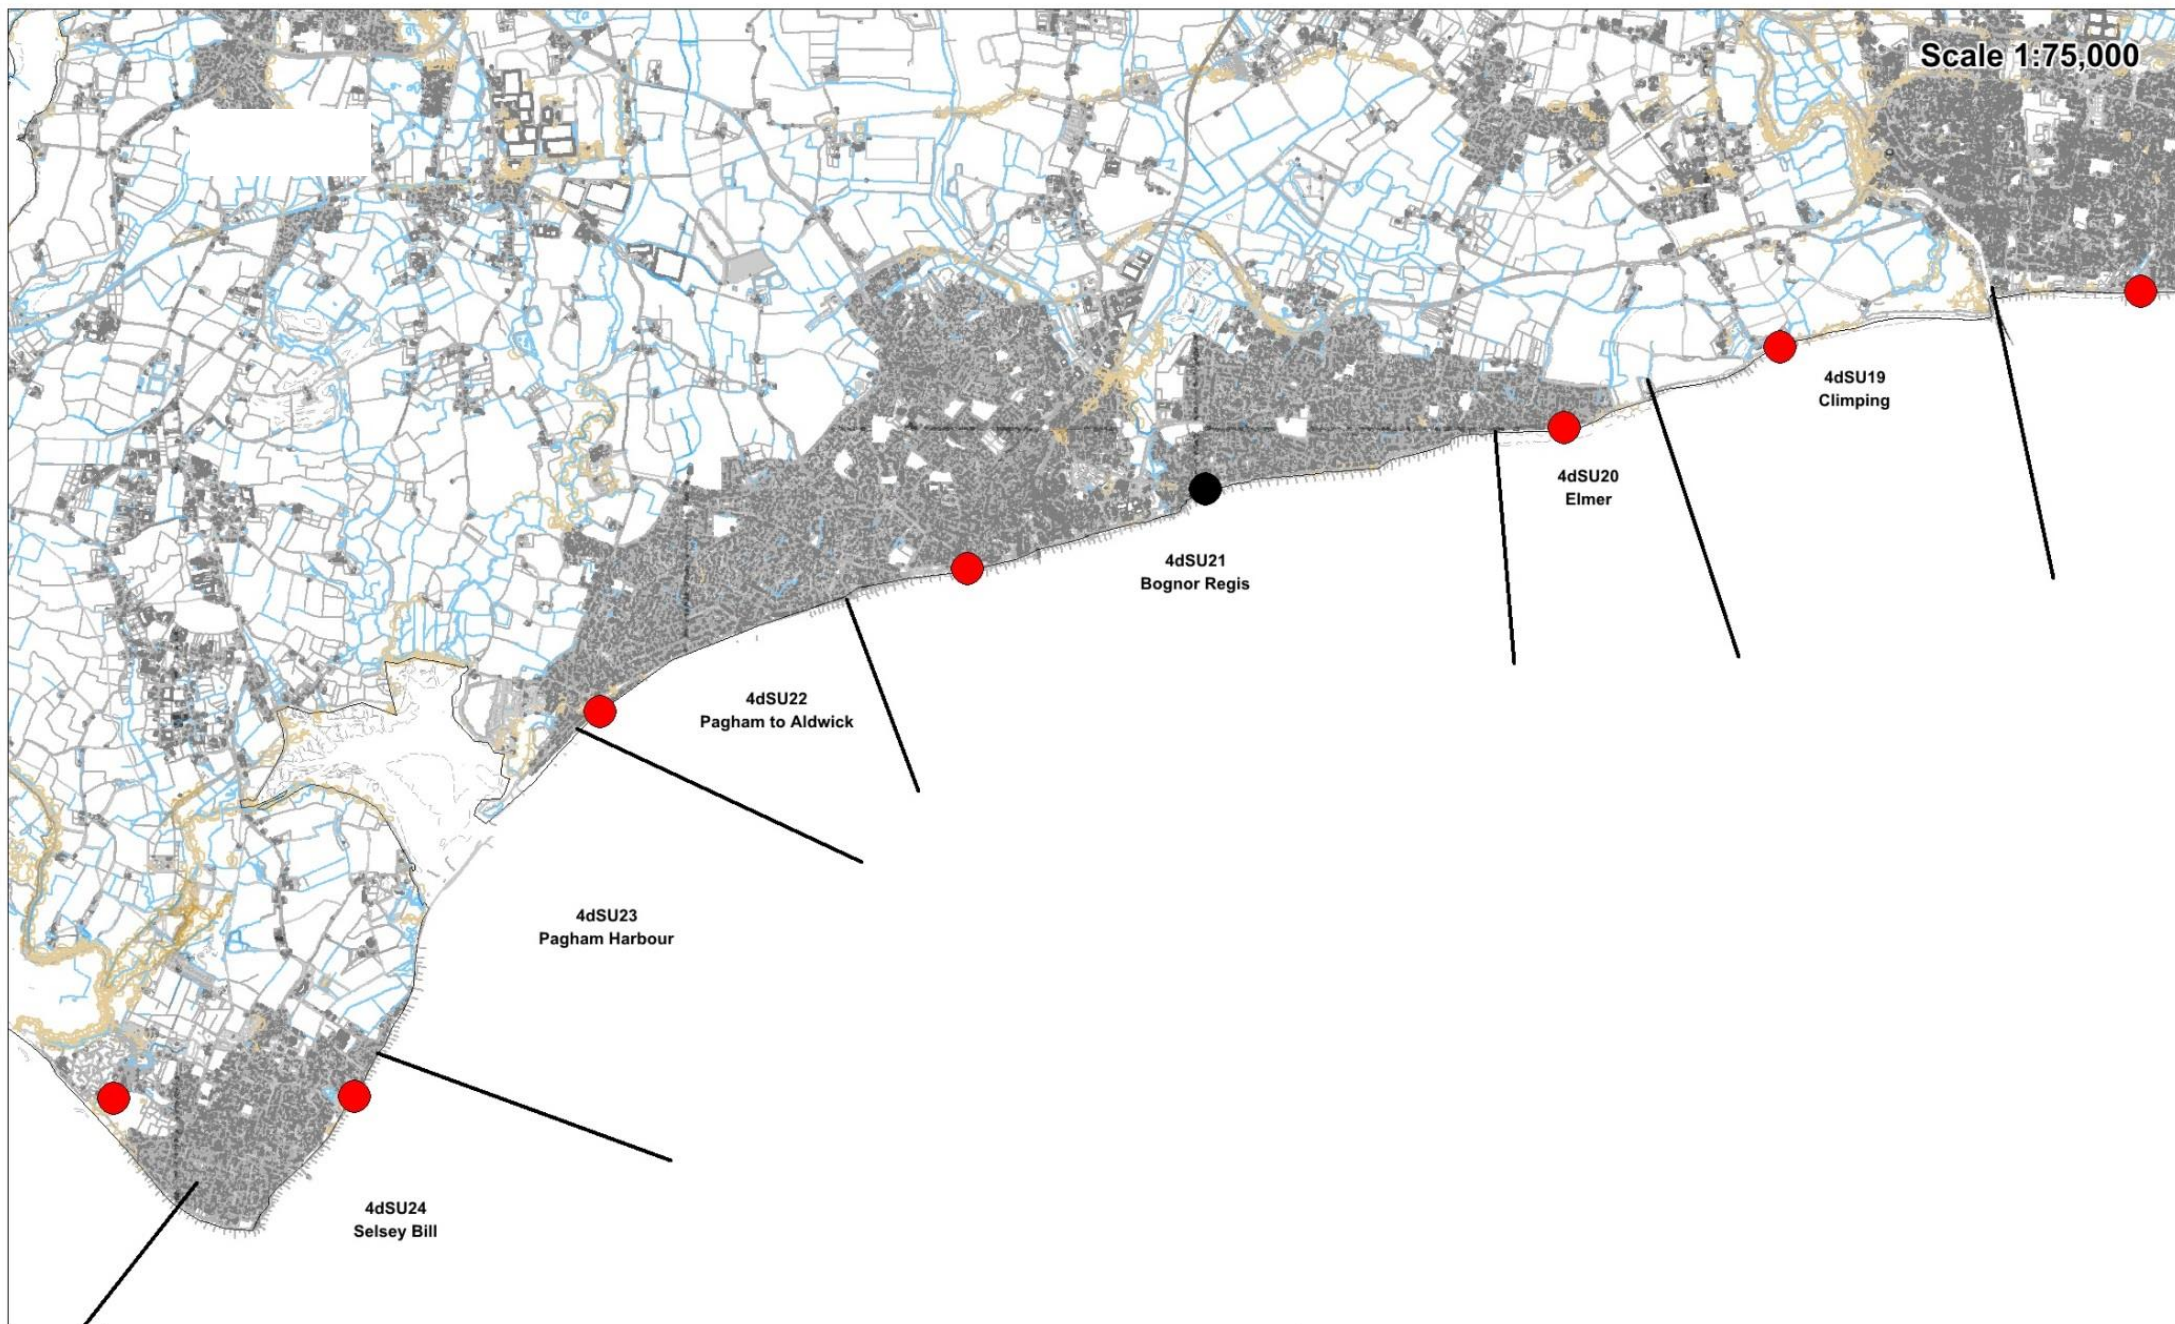 Scale 1:75,000
4dSU19
Climping
4dSU20
Elmer
4dSU21
Bognor Regis
4dSU22
Pagham to Aldwick
4dSU23
Pagham Harbour
4dSU24
Selsey Bill